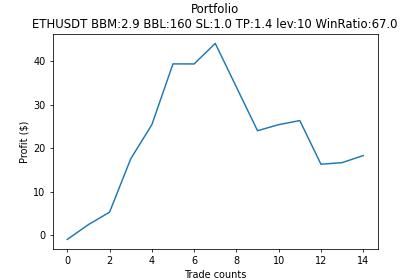 Portfolio
ETHUSDT BBM:2.9 BBL:160 SL:1.0 TP:1.4 lev:10 WinRatio:67.0
Profit ($)
40
30
20
10
0
0 2 4 6 8 10 12 14
Trade counts